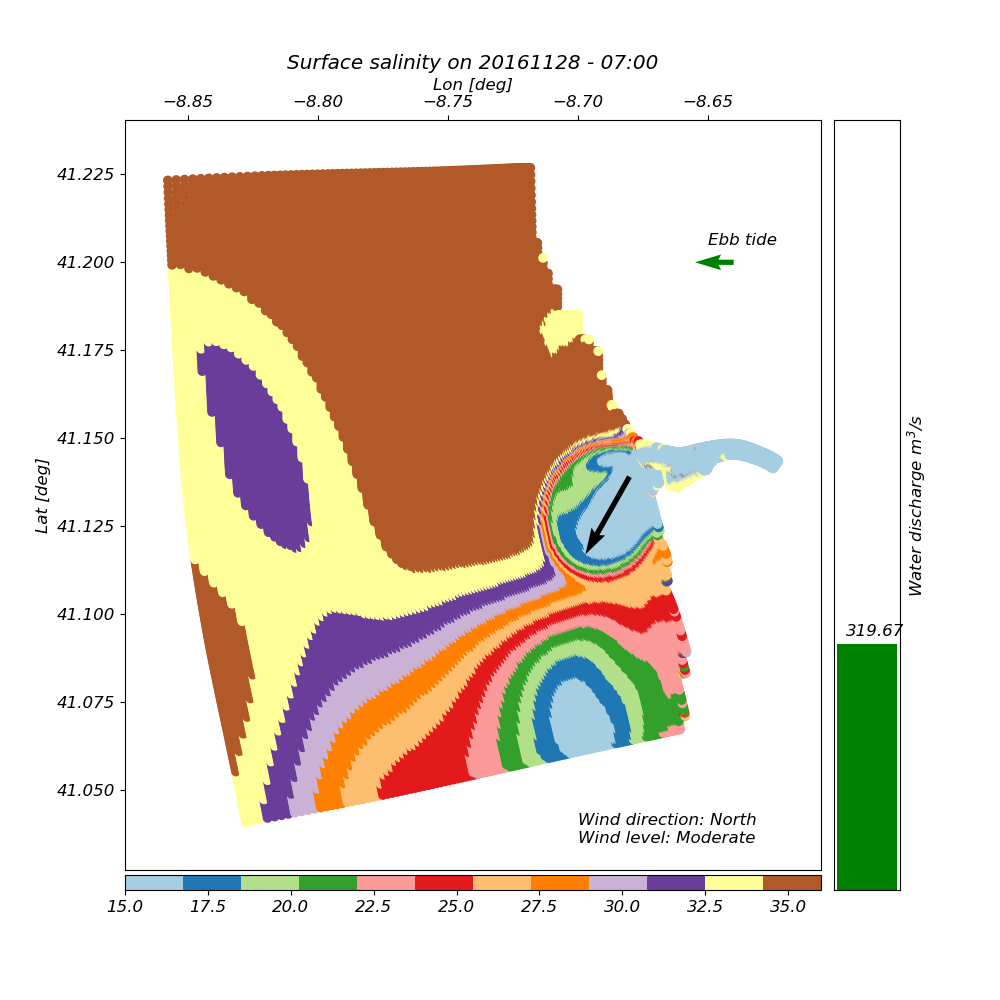 Surface salinity on 20161128 - 07:00
Lon [deg]
−8.85 −8.80 −8.75 −8.70 −8.65
Ebb tide
41.225
41.200
41.175
41.150
41.125
41.100
41.075
41.050
Lat [deg]
Water discharge m³/s
319.67
Wind direction: North
Wind level: Moderate
15.0 17.5 20.0 22.5 25.0 27.5 30.0 32.5 35.0